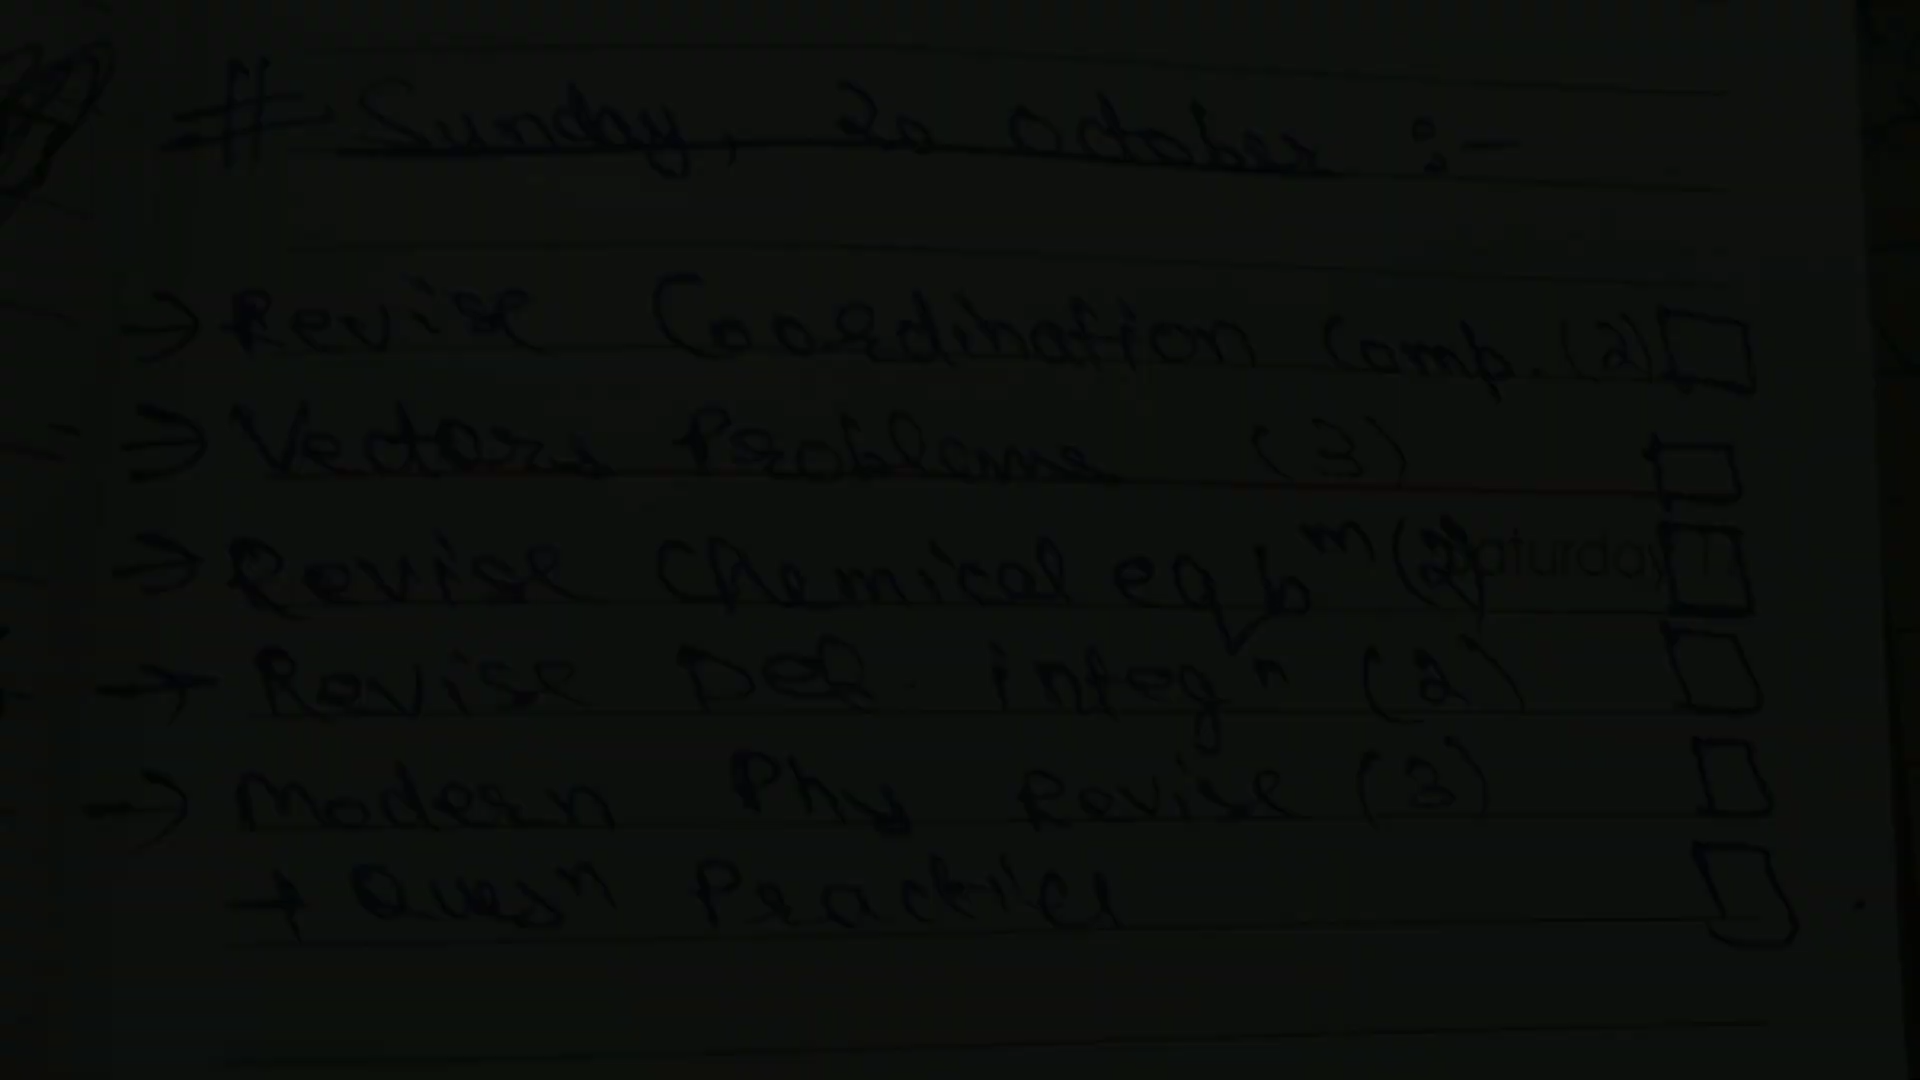 # Sunday, 20 October :-
→ Revise Coordination Comp. (2)
→ Vectors Problems (3)
→ Revise Chemical eqbᵐ (2)
Saturday
→ Revise Def integⁿ (2)
→ Modern Phy Revise (3)
+ Quesⁿ Practice